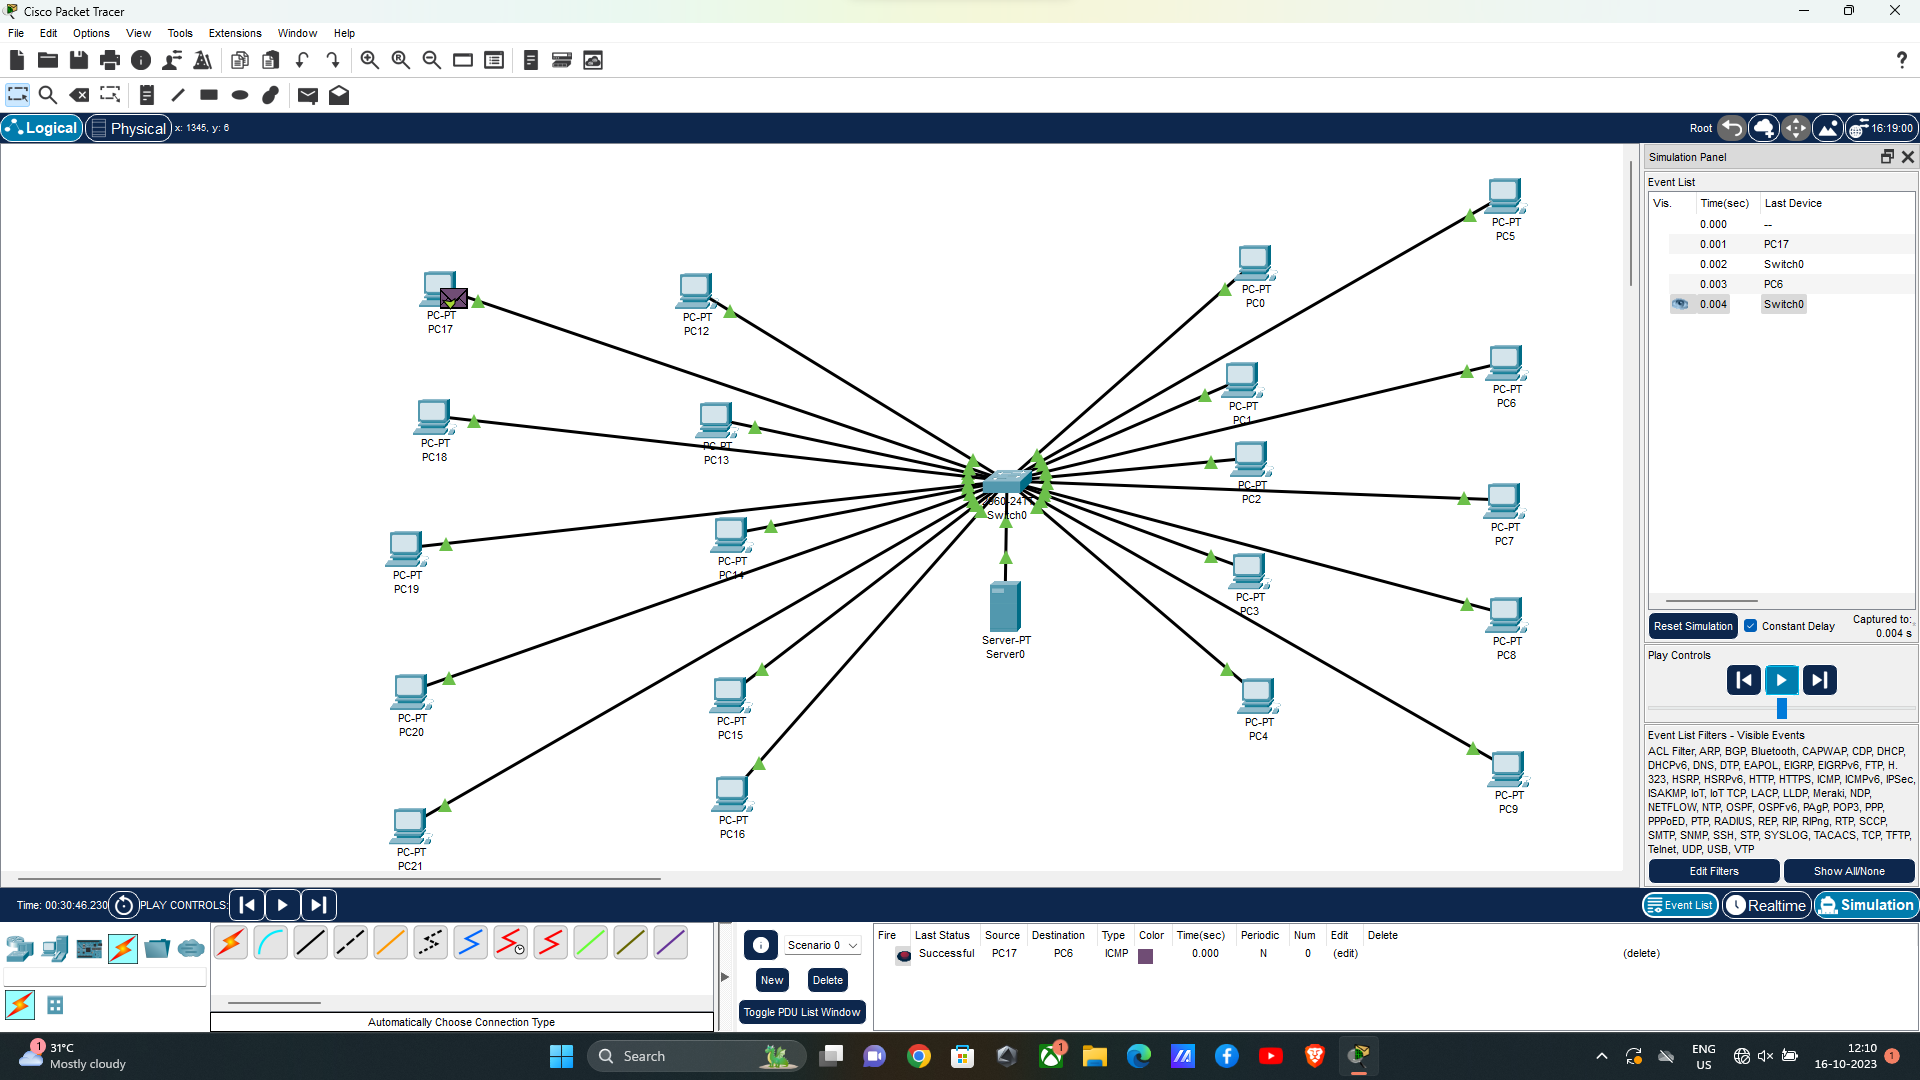 Cisco Packet Tracer
File Edit Options View Tools Extensions Window Help
Logical Physical x: 1345, y: 6 Root 16:19:00
PC-PT
PC17
PC-PT
PC12
PC-PT
PC0
PC-PT
PC5
PC-PT
PC18
PC-PT
PC13
PC-PT
PC1
PC-PT
PC6
PC-PT
PC2
PC-PT
PC7
Switch0
PC-PT
PC19
PC-PT
PC14
PC-PT
PC3
Server-PT
Server0
PC-PT
PC8
PC-PT
PC20
PC-PT
PC15
PC-PT
PC4
PC-PT
PC16
PC-PT
PC9
PC-PT
PC21
Simulation Panel
Event List
Vis. Time(sec) Last Device
0.000 --
0.001 PC17
0.002 Switch0
0.003 PC6
0.004 Switch0
Reset Simulation Constant Delay Captured to:
0.004 s
Play Controls
Event List Filters - Visible Events
ACL Filter, ARP, BGP, Bluetooth, CAPWAP, CDP, DHCP,
DHCPv6, DNS, DTP, EAPOL, EIGRP, EIGRPv6, FTP, H.
323, HSRP, HSRPv6, HTTP, HTTPS, ICMP, ICMPv6, IPSec,
ISAKMP, IoT, IoT TCP, LACP, LLDP, Meraki, NDP,
NETFLOW, NTP, OSPF, OSPFv6, PAgP, POP3, PPP,
PPPoED, PTP, RADIUS, REP, RIP, RIPng, RTP, SCCP,
SMTP, SNMP, SSH, STP, SYSLOG, TACACS, TCP, TFTP,
Telnet, UDP, USB, VTP
Edit Filters Show All/None
Time: 00:30:46.230 PLAY CONTROLS: Event List Realtime Simulation
Scenario 0
New Delete
Toggle PDU List Window
Fire Last Status Source Destination Type Color Time(sec) Periodic Num Edit Delete
Successful PC17 PC6 ICMP 0.000 N 0 (edit) (delete)
Automatically Choose Connection Type
1 31°C
Mostly cloudy
Search
1
ENG
US
12:10
16-10-2023
1